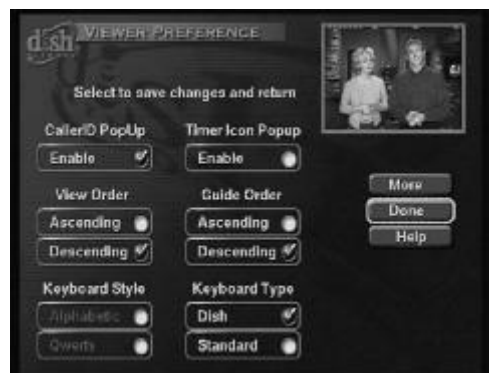 dish
VIEWER PREFERENCE
Select to save changes and return
CallerID PopUp
Timer Icon Popup
Enable
Enable
View Order
Guide Order
Ascending
Descending
Ascending
Descending
Keyboard Style
Keyboard Type
Alphabetic
Qwerty
Dish
Standard
More
Done
Help